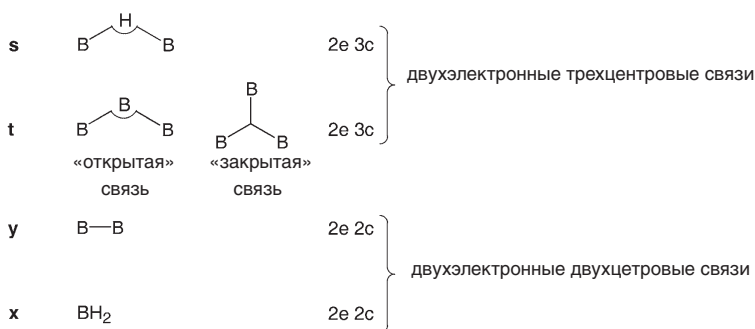 s B H B 2e 3c
двухэлектронные трехцентровые связи
B
t B B B B B 2e 3c
«открытая» «закрытая»
связь связь
y B—B 2e 2c
двухэлектронные двухцетровые связи
x BH₂ 2e 2c